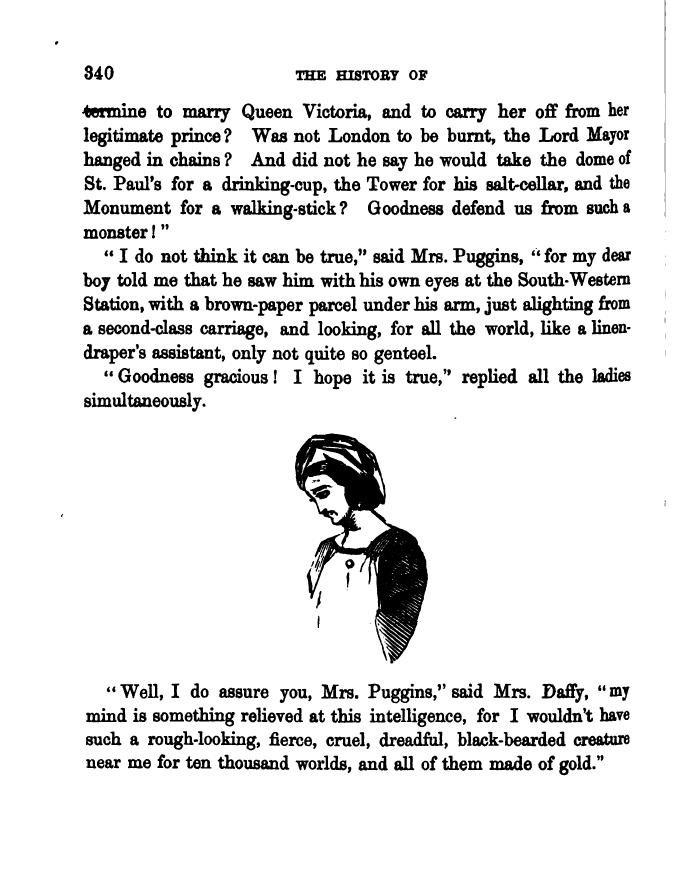 340
THE HISTORY OF
termine to marry Queen Victoria, and to carry her off from her
legitimate prince? Was not London to be burnt, the Lord Mayor
hanged in chains? And did not he say he would take the dome of
St. Paul's for a drinking-cup, the Tower for his salt-cellar, and the
Monument for a walking-stick? Goodness defend us from such a
monster!"
"I do not think it can be true," said Mrs. Puggins, "for my dear
boy told me that he saw him with his own eyes at the South-Western
Station, with a brown-paper parcel under his arm, just alighting from
a second-class carriage, and looking, for all the world, like a linen-
draper's assistant, only not quite so genteel.
"Goodness gracious! I hope it is true," replied all the ladies
simultaneously.
"Well, I do assure you, Mrs. Puggins," said Mrs. Daffy, "my
mind is something relieved at this intelligence, for I wouldn't have
such a rough-looking, fierce, cruel, dreadful, black-bearded creature
near me for ten thousand worlds, and all of them made of gold."